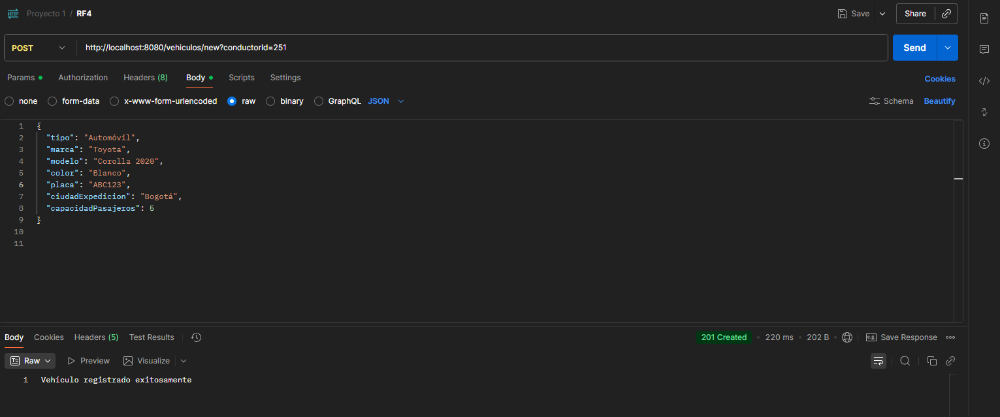 HTTP Proyecto 1 / RF4 Save Share
POST http://localhost:8080/vehiculos/new?conductorId=251 Send
Params Authorization Headers (8) Body Scripts Settings Cookies
none form-data x-www-form-urlencoded raw binary GraphQL JSON Schema Beautify
1 {
2 "tipo": "Automóvil",
3 "marca": "Toyota",
4 "modelo": "Corolla 2020",
5 "color": "Blanco",
6 "placa": "ABC123",
7 "ciudadExpedicion": "Bogotá",
8 "capacidadPasajeros": 5
9 }
10
11
Body Cookies Headers (5) Test Results 201 Created • 220 ms • 202 B • e.g. Save Response
Raw Preview Visualize
1 Vehículo registrado exitosamente